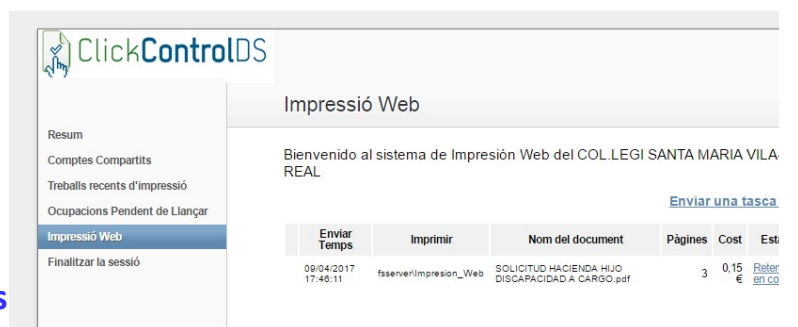 ClickControlDS
Impressió Web
Resum
Comptes Compartits
Treballs recents d'impressió
Ocupacions Pendent de Llançar
Impressió Web
Finalitzar la sessió
Bienvenido al sistema de Impresión Web del COL.LEGI SANTA MARIA VILA-
REAL
Enviar una tasca
Enviar Temps Imprimir Nom del document Pàgines Cost
09/04/2017 17:46:11 fsserver\Impresion_Web SOLICITUD HACIENDA HIJO DISCAPACIDAD A CARGO.pdf 3 0,15 €
en
s